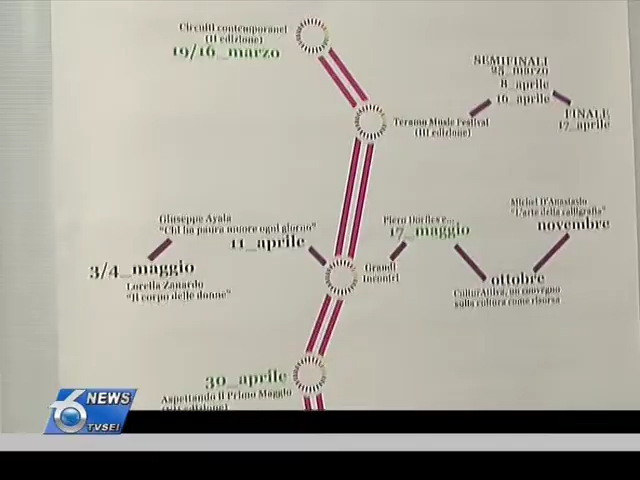 Circuiti contemporanei
(II edizione)
19/16_marzo
SEMIFINALI
25_marzo
8_aprile
16_aprile
FINALE
17_aprile
Teramo Music Festival
(III edizione)
Giuseppe Ayala
"Chi ha paura muore ogni giorno"
11_aprile
3/4_maggio
Lorella Zanardo
"Il corpo delle donne"
Piero Dorfles e...
17_maggio
Grandi
Incontri
Michel D'Anastasio
"L'arte della calligrafia"
novembre
ottobre
CulturAttiva, un convegno
sulla cultura come risorsa
30_aprile
Aspettando il Primo Maggio
edizione)
6 NEWS
TVSEI